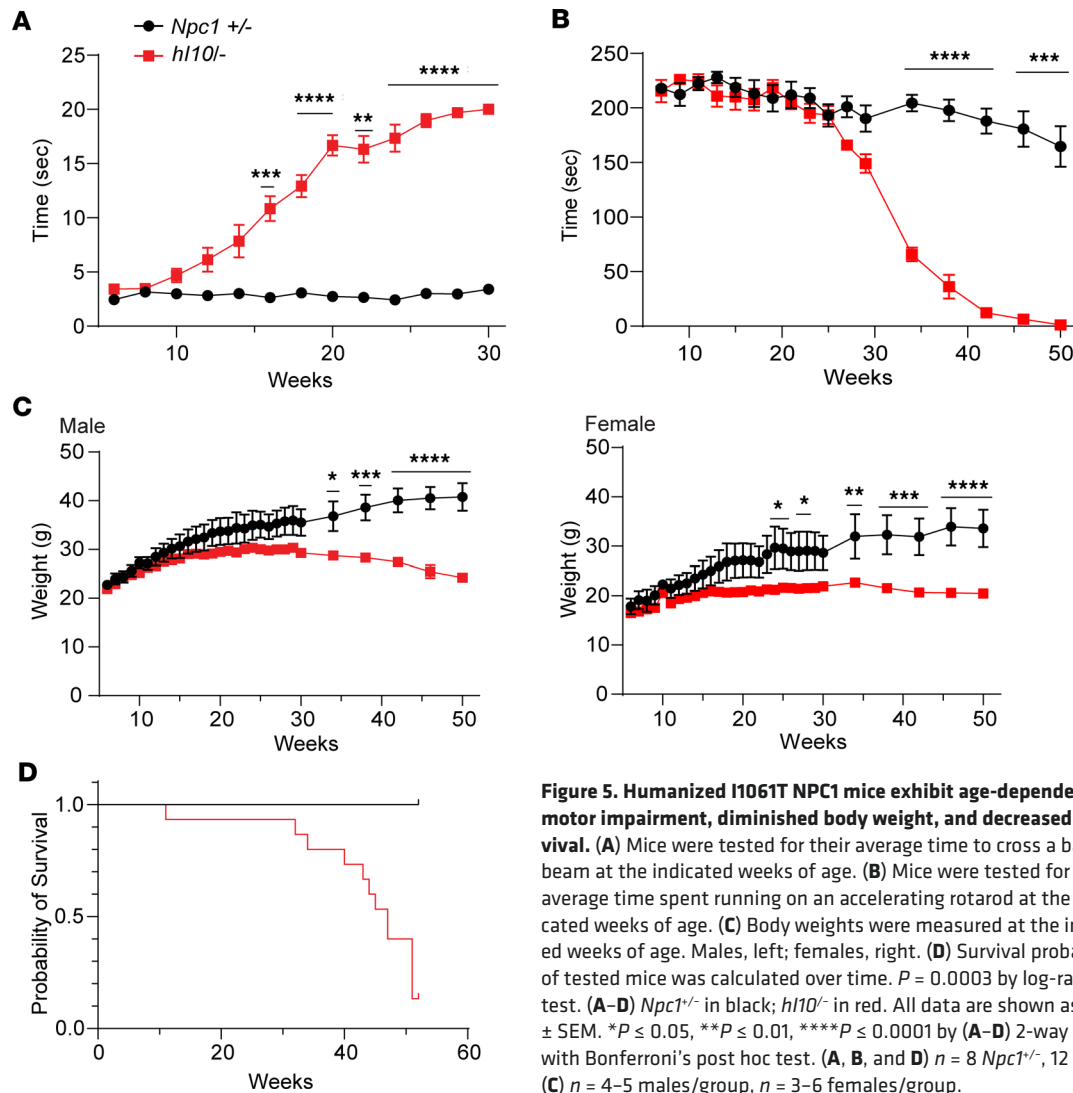 A
Npc1 +/-
hI10/-
Time (sec)
25
20
15
10
5
0
***
****
**
****
10 20 30
Weeks
B
Time (sec)
250
200
150
100
50
0
****
***
10 20 30 40 50
Weeks
C
Male
Weight (g)
50
40
30
20
10
0
*
***
****
10 20 30 40 50
Weeks
Female
Weight (g)
50
40
30
20
10
0
*
*
**
***
****
10 20 30 40 50
Weeks
D
Probability of Survival
1.0
0.5
0.0
0 20 40 60
Weeks
Figure 5. Humanized I1061T NPC1 mice exhibit age-depende
motor impairment, diminished body weight, and decreased
vival. (A) Mice were tested for their average time to cross a ba
beam at the indicated weeks of age. (B) Mice were tested for
average time spent running on an accelerating rotarod at the
cated weeks of age. (C) Body weights were measured at the in
ed weeks of age. Males, left; females, right. (D) Survival proba
of tested mice was calculated over time. P = 0.0003 by log-ra
test. (A–D) Npc1+/- in black; hI10/- in red. All data are shown as
± SEM. *P ≤ 0.05, **P ≤ 0.01, ****P ≤ 0.0001 by (A–D) 2-way
with Bonferroni's post hoc test. (A, B, and D) n = 8 Npc1+/-, 12
(C) n = 4–5 males/group, n = 3–6 females/group.